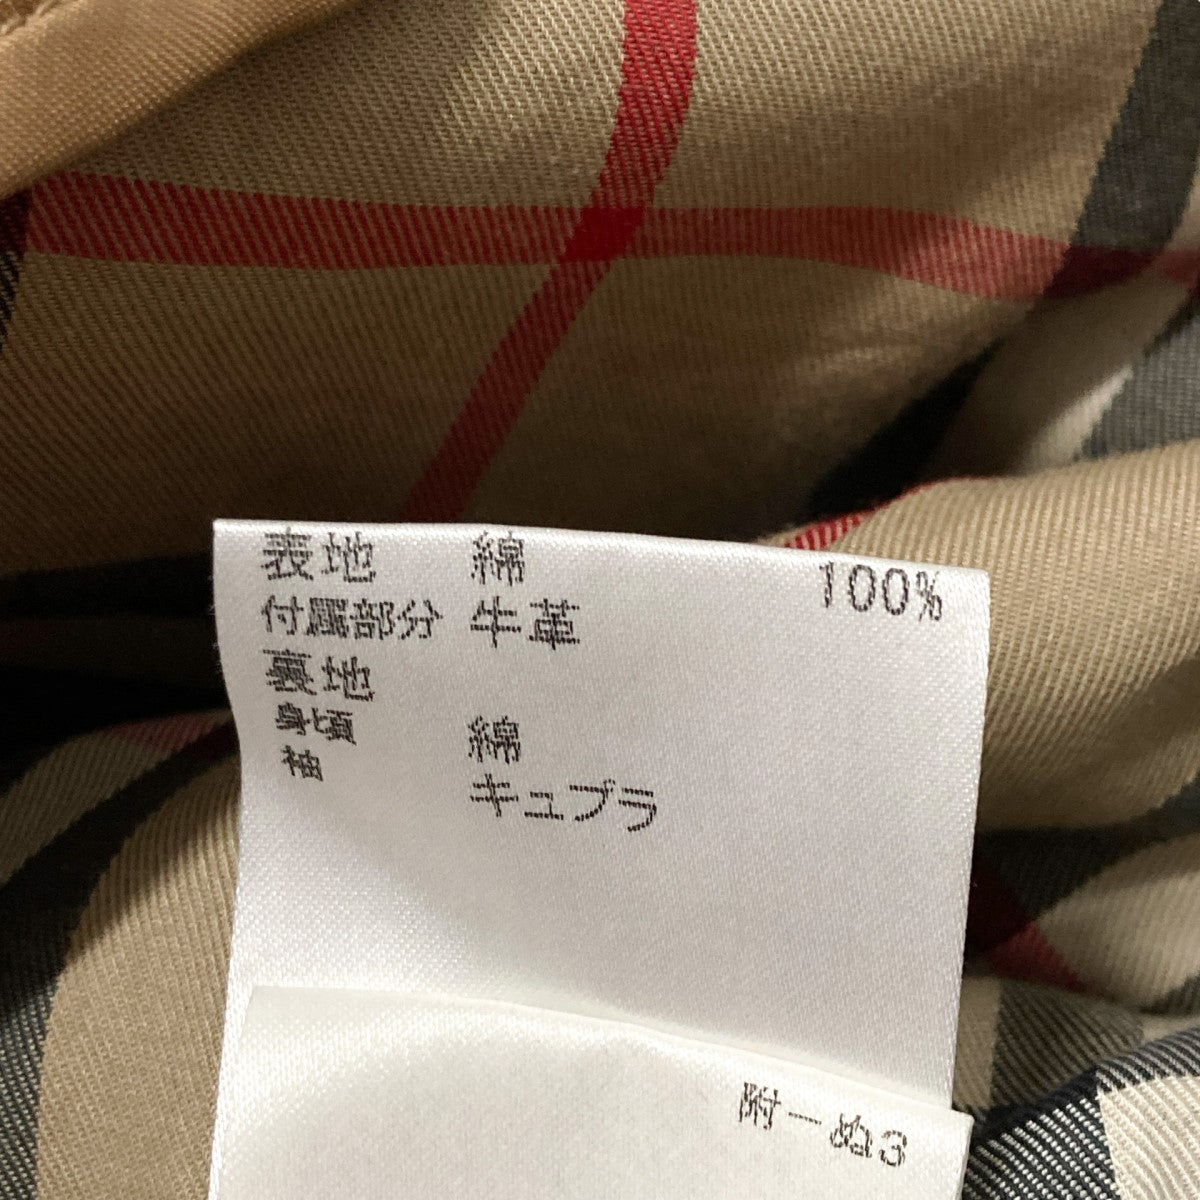 表地 綿 100%
付属部分 牛革
裏地
身頃 綿
袖 キュプラ
附ーぬ3